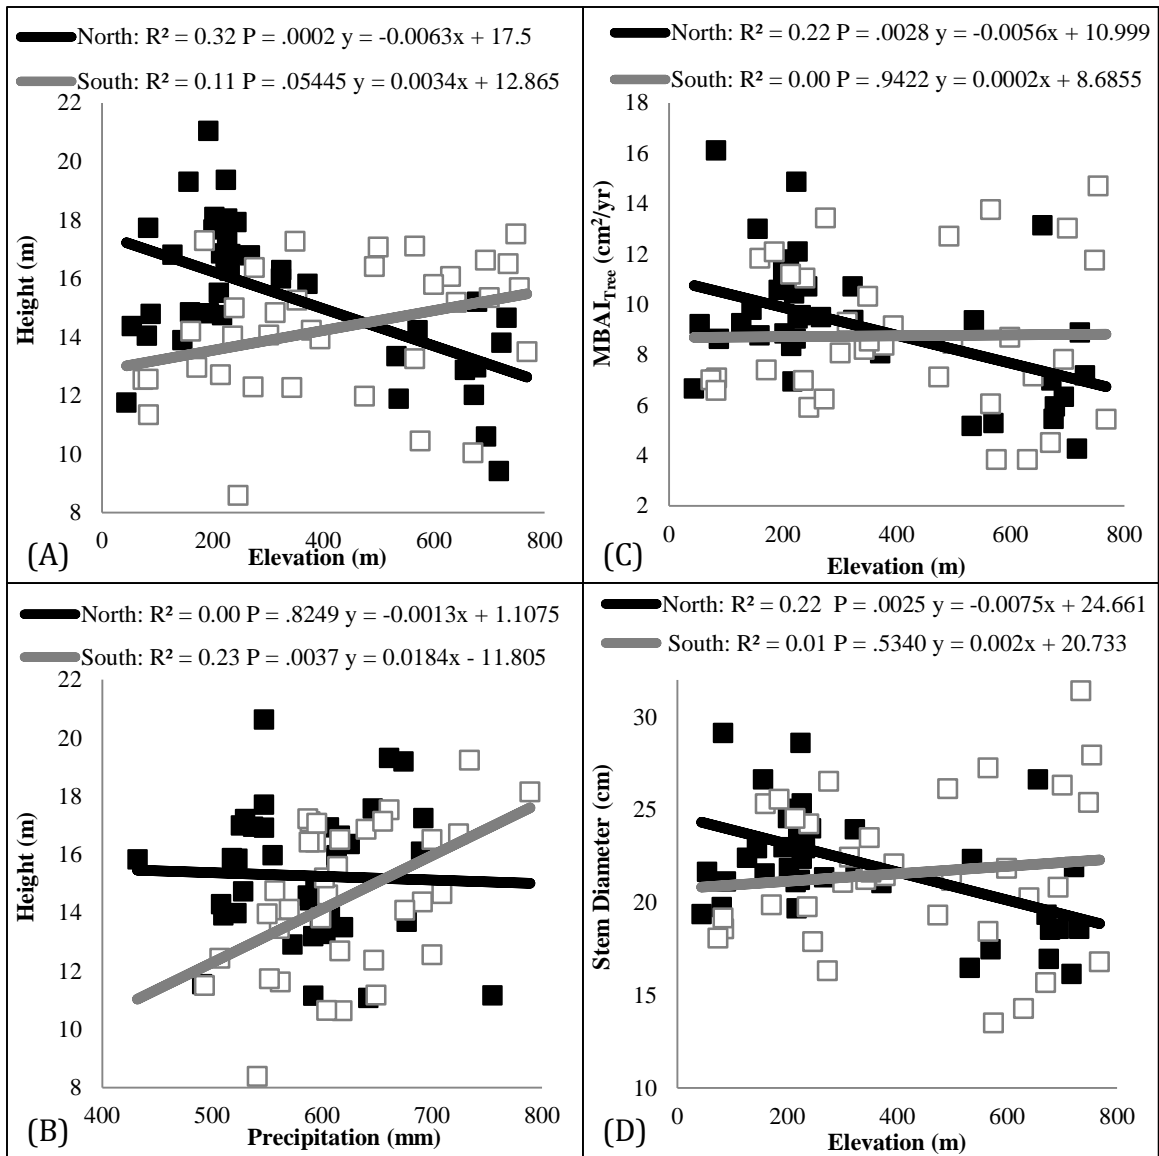 North: R² = 0.32 P = .0002 y = -0.0063x + 17.5
South: R² = 0.11 P = .05445 y = 0.0034x + 12.865
22
20
18
16
14
12
10
8
Height (m)
0 200 400 600 800
Elevation (m)
(A)
North: R² = 0.22 P = .0028 y = -0.0056x + 10.999
South: R² = 0.00 P = .9422 y = 0.0002x + 8.6855
18
16
14
12
10
8
6
4
2
MBAI_Tree (cm²/yr)
0 200 400 600 800
Elevation (m)
(C)
North: R² = 0.00 P = .8249 y = -0.0013x + 1.1075
South: R² = 0.23 P = .0037 y = 0.0184x - 11.805
22
20
18
16
14
12
10
8
Height (m)
400 500 600 700 800
Precipitation (mm)
(B)
North: R² = 0.22 P = .0025 y = -0.0075x + 24.661
South: R² = 0.01 P = .5340 y = 0.002x + 20.733
30
25
20
15
10
Stem Diameter (cm)
0 200 400 600 800
Elevation (m)
(D)